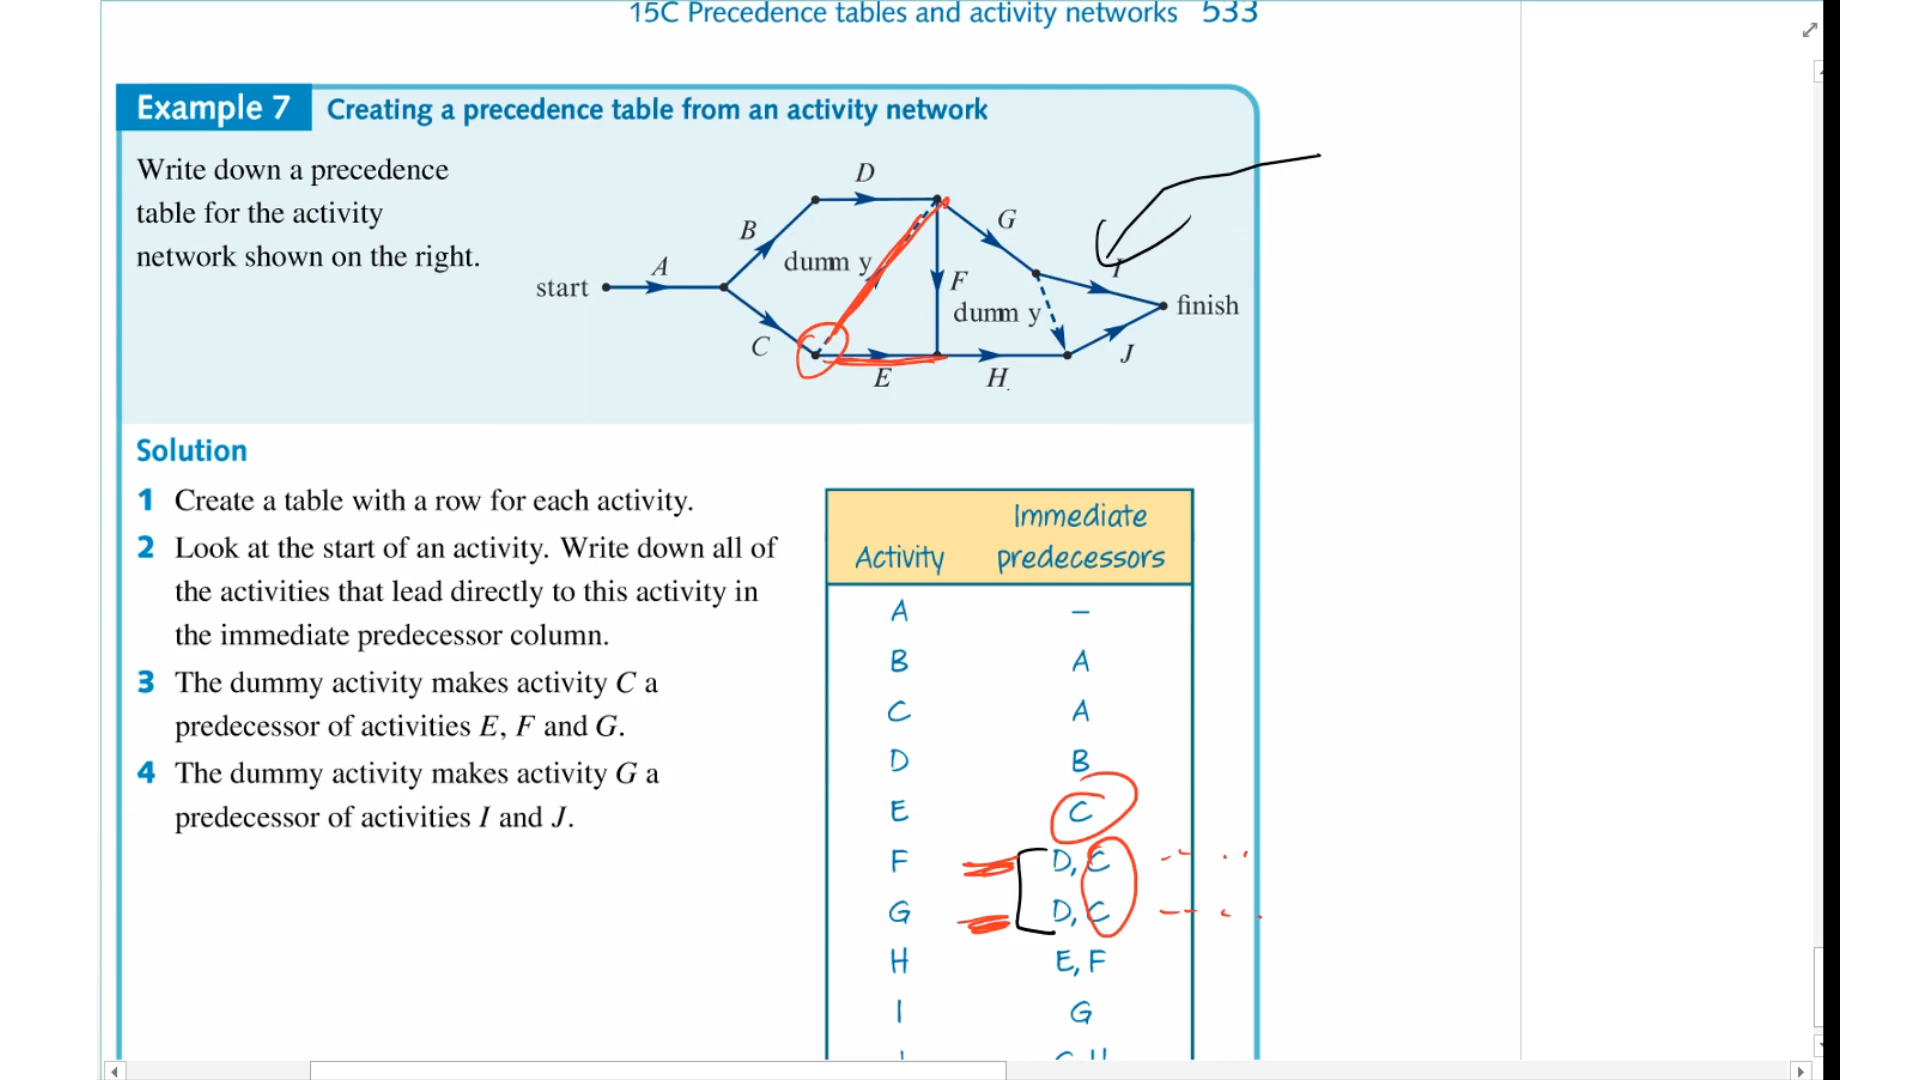 15C Precedence tables and activity networks 533
Example 7 Creating a precedence table from an activity network
Write down a precedence
table for the activity
network shown on the right.
D
B
G
A
dumm y
start
F
dumm y
finish
C
E
H
J
Solution
1 Create a table with a row for each activity.
2 Look at the start of an activity. Write down all of
the activities that lead directly to this activity in
the immediate predecessor column.
3 The dummy activity makes activity C a
predecessor of activities E, F and G.
4 The dummy activity makes activity G a
predecessor of activities I and J.
Immediate
Activity predecessors
A –
B A
C A
D B
E C
F D, C
G D, C
H E, F
I G